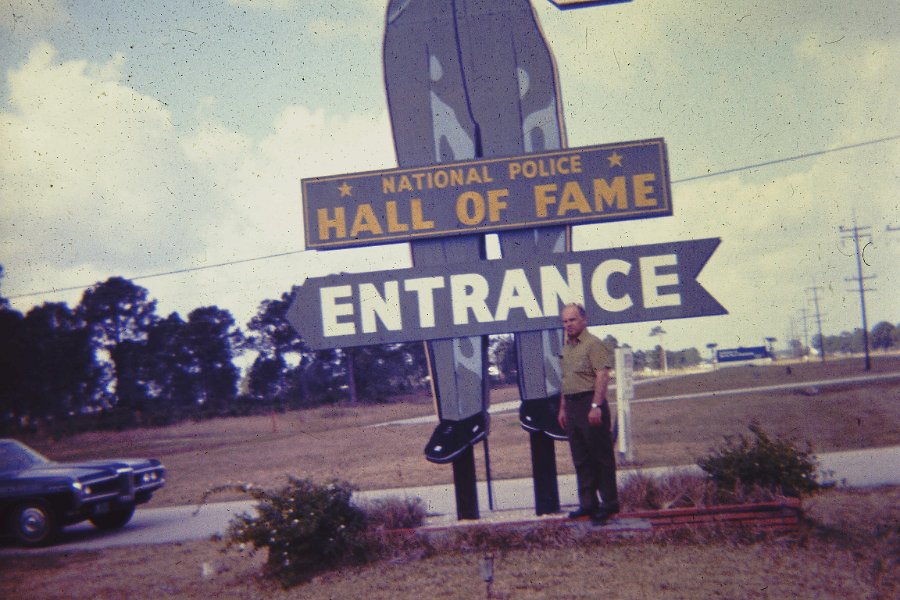 NATIONAL POLICE
HALL OF FAME
ENTRANCE